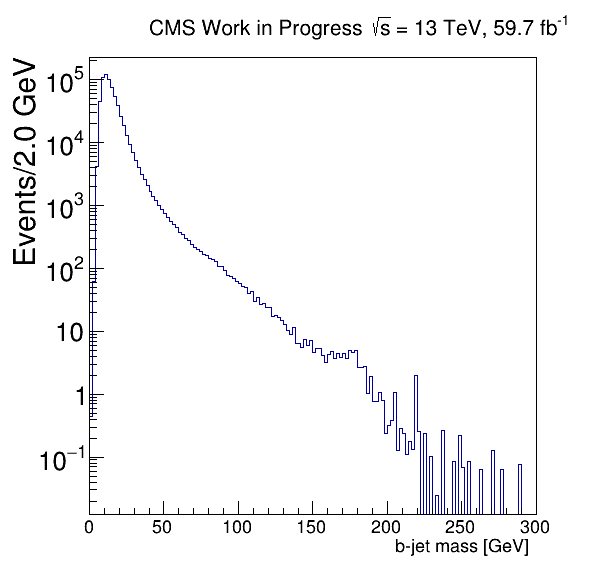 CMS Work in Progress √s = 13 TeV, 59.7 fb⁻¹
Events/2.0 GeV
10⁵
10⁴
10³
10²
10
1
10⁻¹
0 50 100 150 200 250 300
b-jet mass [GeV]